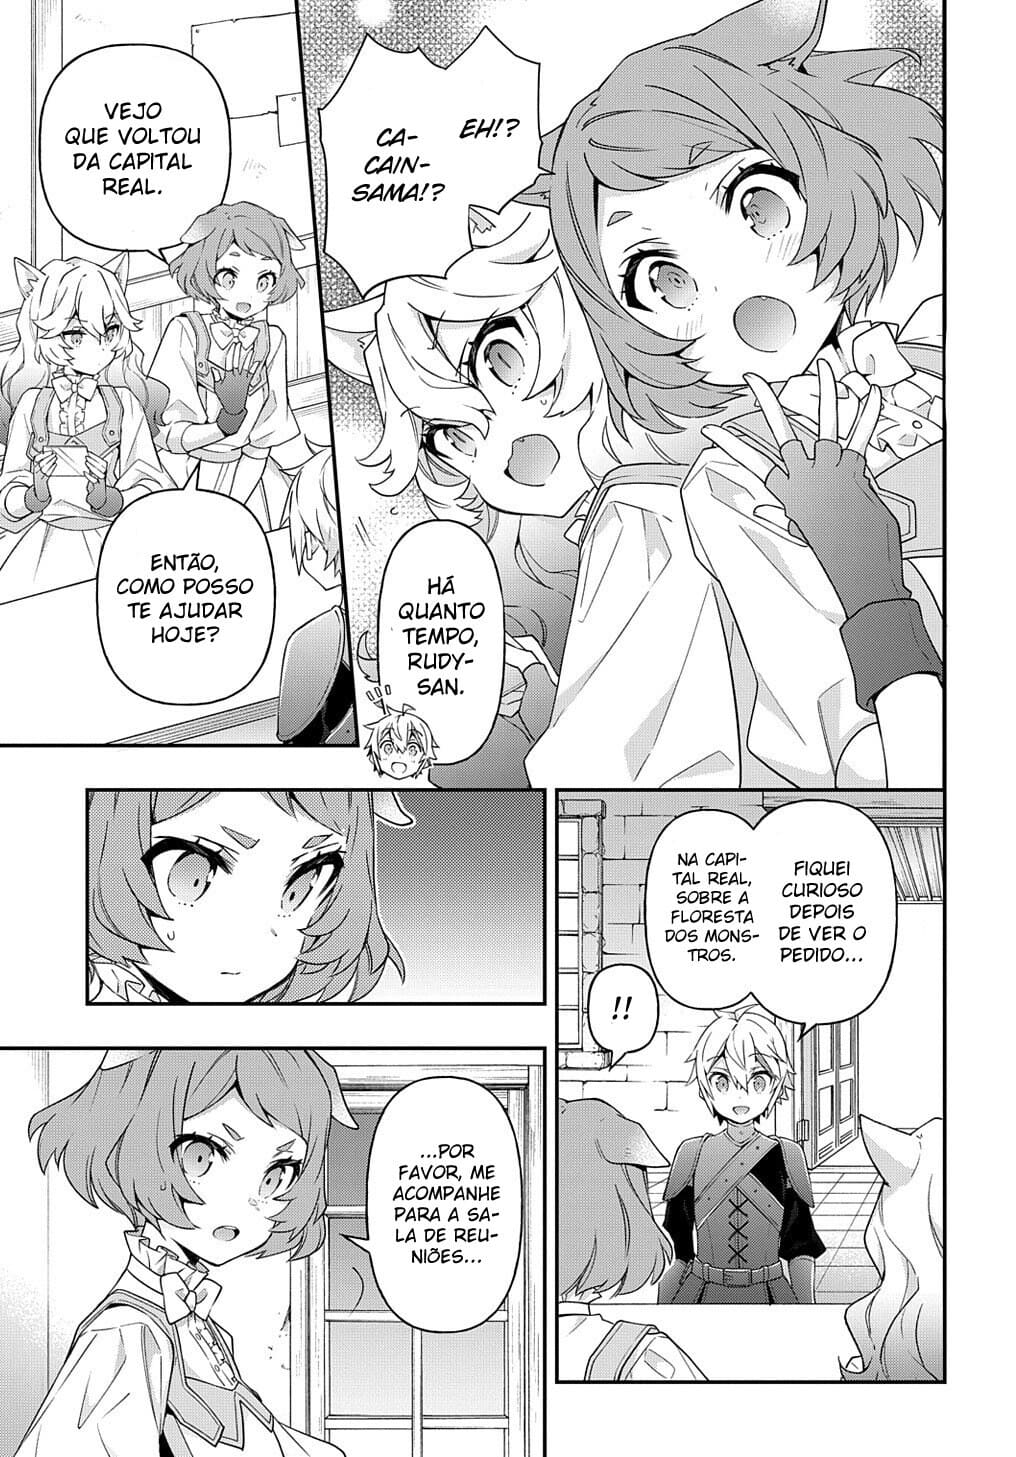 EH!?
CA-
CAIN-
SAMA!?
HÁ
QUANTO
TEMPO,
RUDY-
SAN.
VEJO
QUE VOLTOU
DA CAPITAL
REAL.
ENTÃO,
COMO POSSO
TE AJUDAR
HOJE?
FIQUEI
CURIOSO
DEPOIS
DE VER O
PEDIDO...
NA CAPI-
TAL REAL,
SOBRE A
FLORESTA
DOS MONS-
TROS.
!!
...POR
FAVOR, ME
ACOMPANHE
PARA A SA-
LA DE REU-
NIÕES...